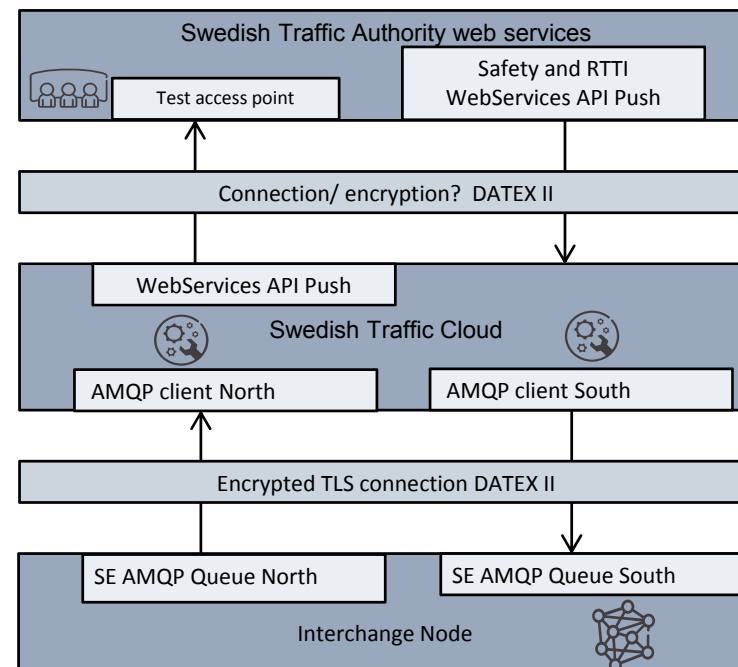 Swedish Traffic Authority web services
Test access point
Safety and RTTI
WebServices API Push
Connection/ encryption? DATEX II
WebServices API Push
Swedish Traffic Cloud
AMQP client North
AMQP client South
Encrypted TLS connection DATEX II
SE AMQP Queue North
SE AMQP Queue South
Interchange Node